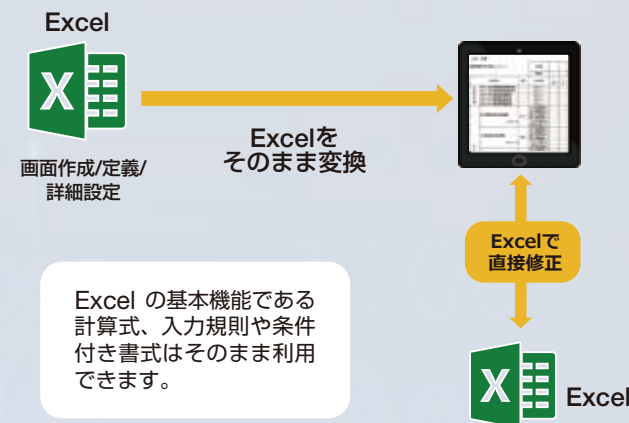 Excel
X
画面作成/定義/
詳細設定
Excelを
そのまま変換
Excelで
直接修正
Excel の基本機能である
計算式、入力規則や条件
付き書式はそのまま利用
できます。
X
Excel